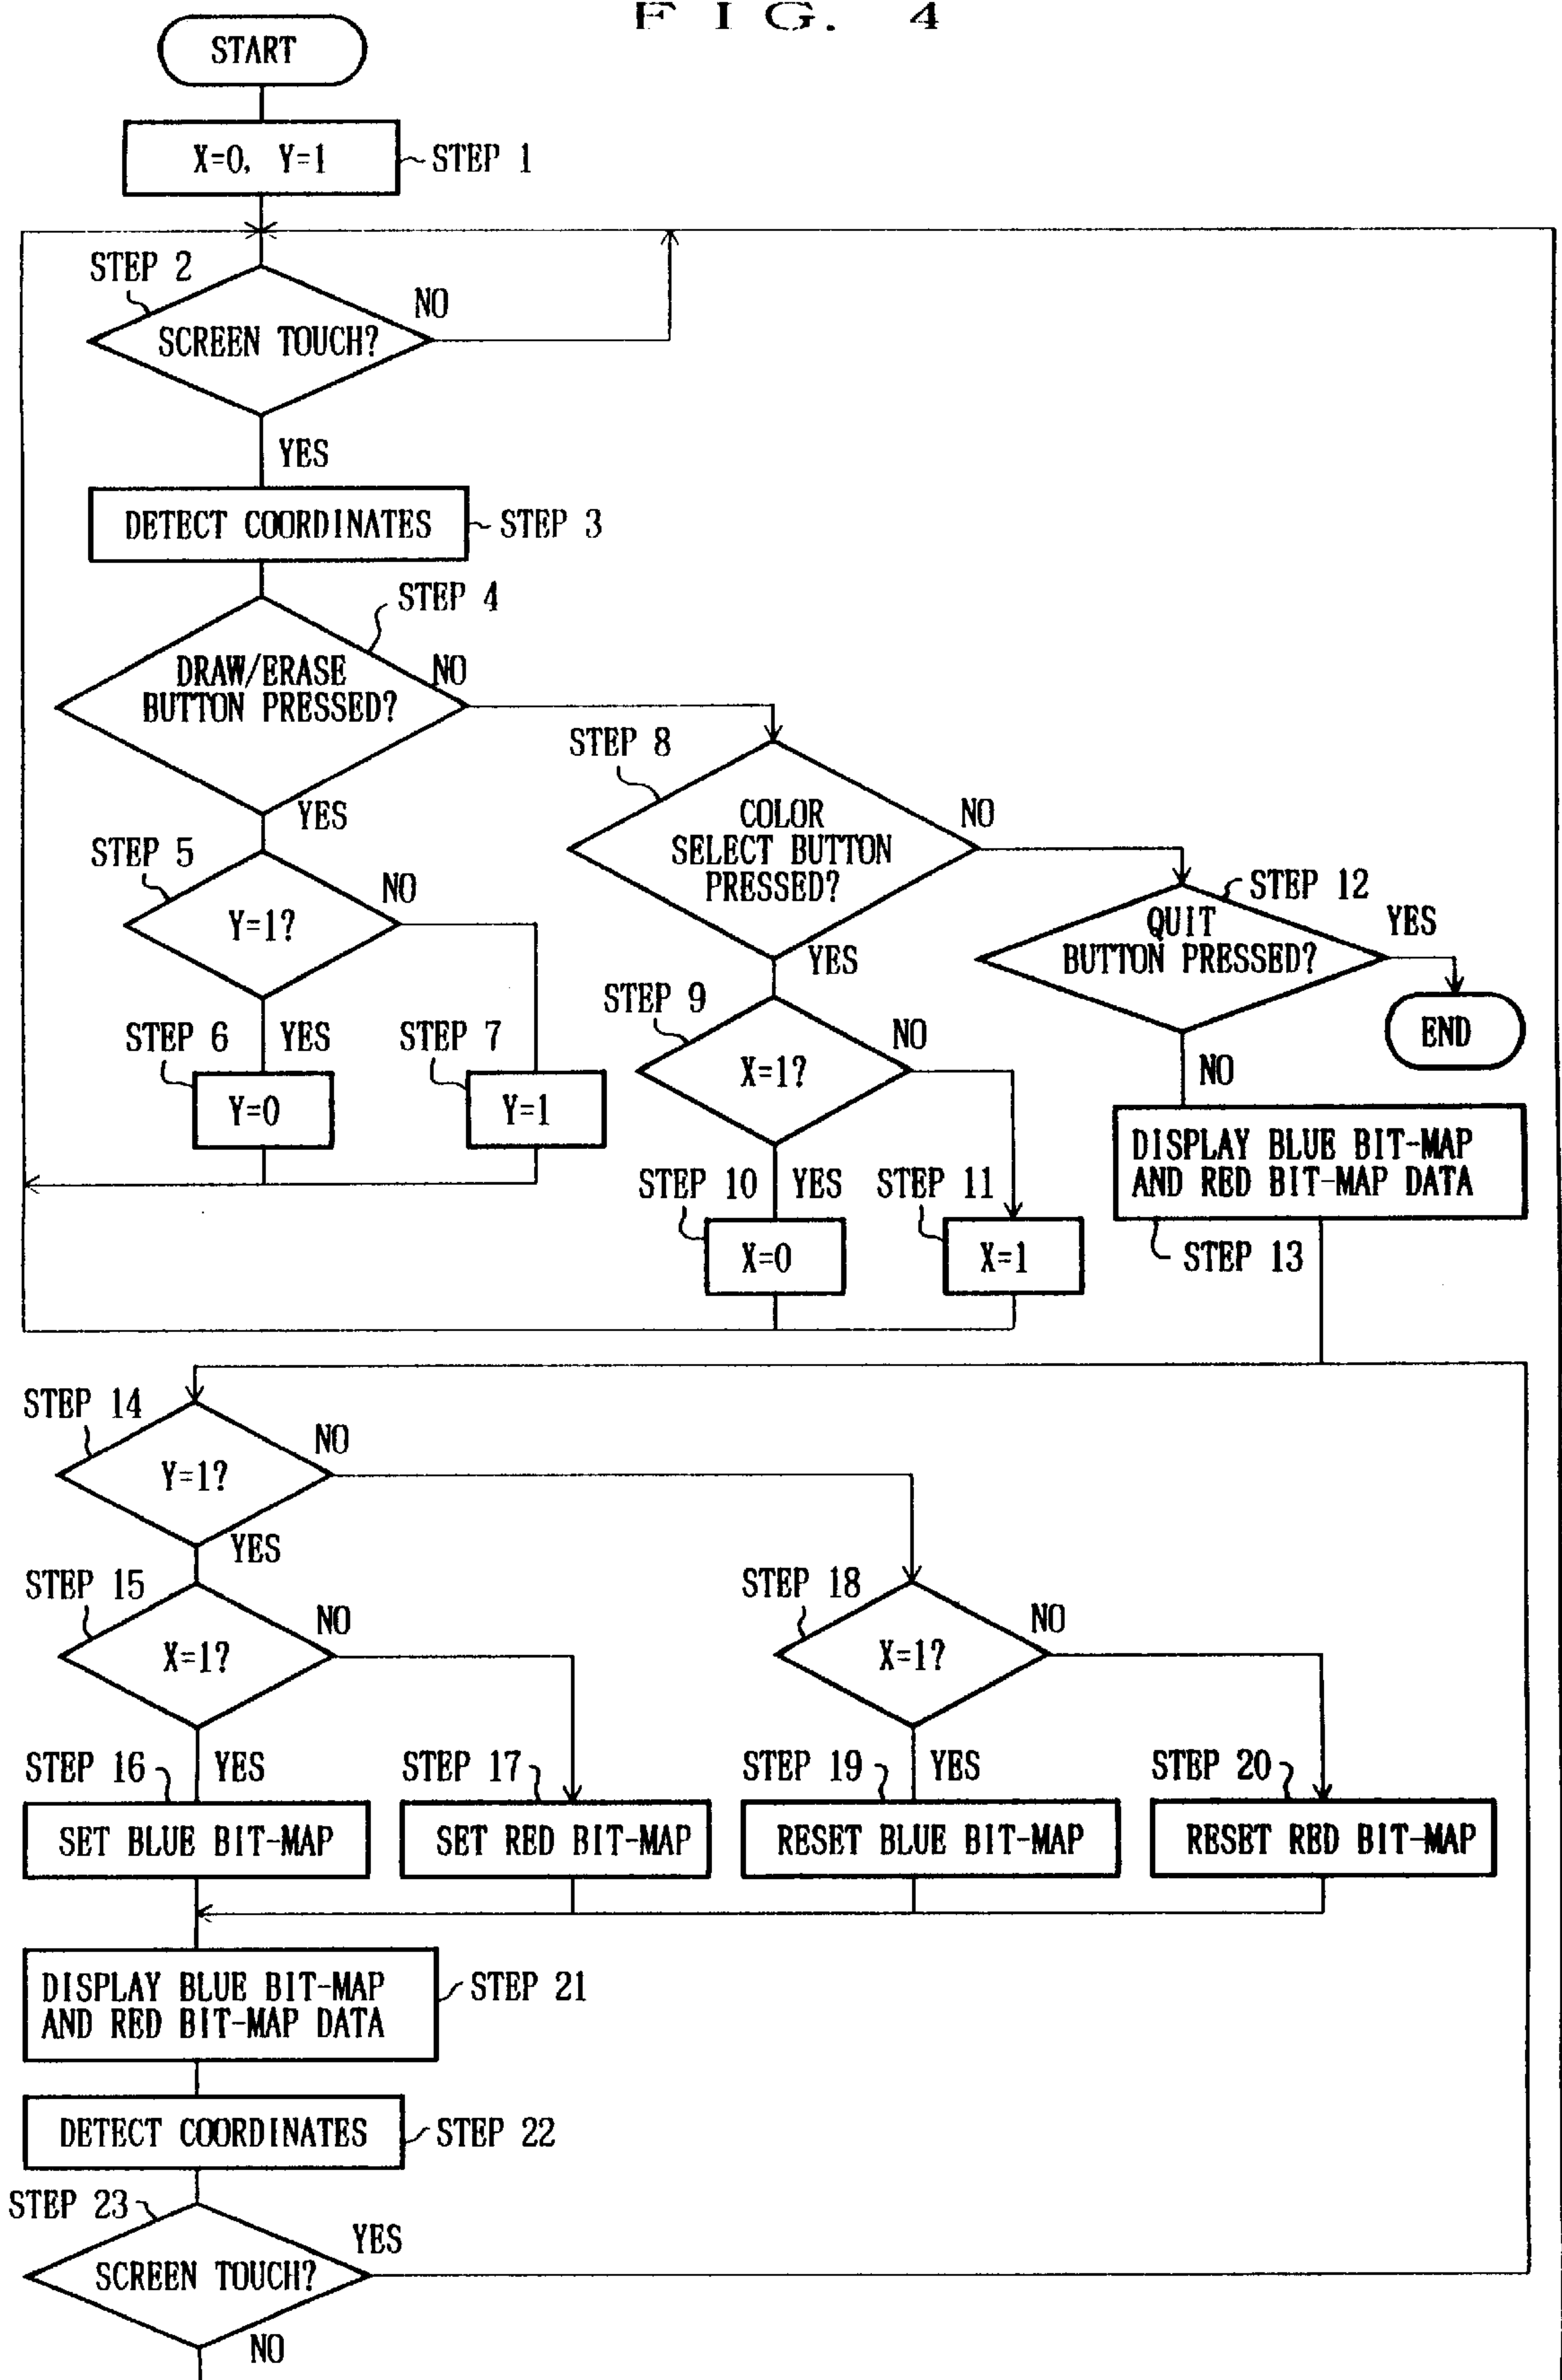 FIG. 4
START
X=0, Y=1
STEP 1
STEP 2
NO
SCREEN TOUCH?
YES
DETECT COORDINATES
STEP 3
STEP 4
DRAW/ERASE
BUTTON PRESSED?
NO
YES
STEP 5
NO
Y=1?
STEP 6
YES
Y=0
STEP 7
Y=1
STEP 8
COLOR
SELECT BUTTON
PRESSED?
NO
YES
STEP 9
NO
X=1?
STEP 10
YES
X=0
STEP 11
X=1
STEP 12
QUIT
BUTTON PRESSED?
YES
END
NO
DISPLAY BLUE BIT-MAP
AND RED BIT-MAP DATA
STEP 13
STEP 14
NO
Y=1?
YES
STEP 15
NO
X=1?
STEP 16
YES
SET BLUE BIT-MAP
STEP 17
SET RED BIT-MAP
STEP 18
NO
X=1?
STEP 19
YES
RESET BLUE BIT-MAP
STEP 20
RESET RED BIT-MAP
DISPLAY BLUE BIT-MAP
AND RED BIT-MAP DATA
STEP 21
DETECT COORDINATES
STEP 22
STEP 23
YES
SCREEN TOUCH?
NO